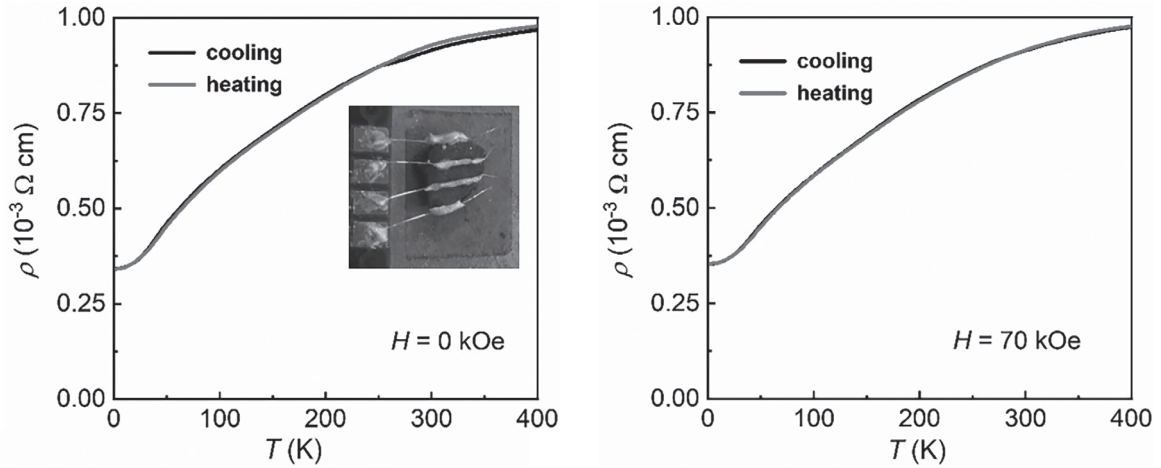 1.00
0.75
0.50
0.25
0.00
ρ (10⁻³ Ω cm)
cooling
heating
H = 0 kOe
0 100 200 300 400
T (K)
1.00
0.75
0.50
0.25
0.00
ρ (10⁻³ Ω cm)
cooling
heating
H = 70 kOe
0 100 200 300 400
T (K)